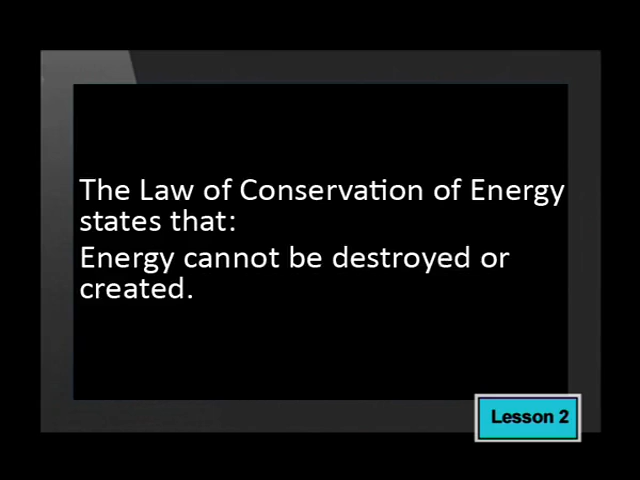 The Law of Conservation of Energy
states that:
Energy cannot be destroyed or
created.
Lesson 2